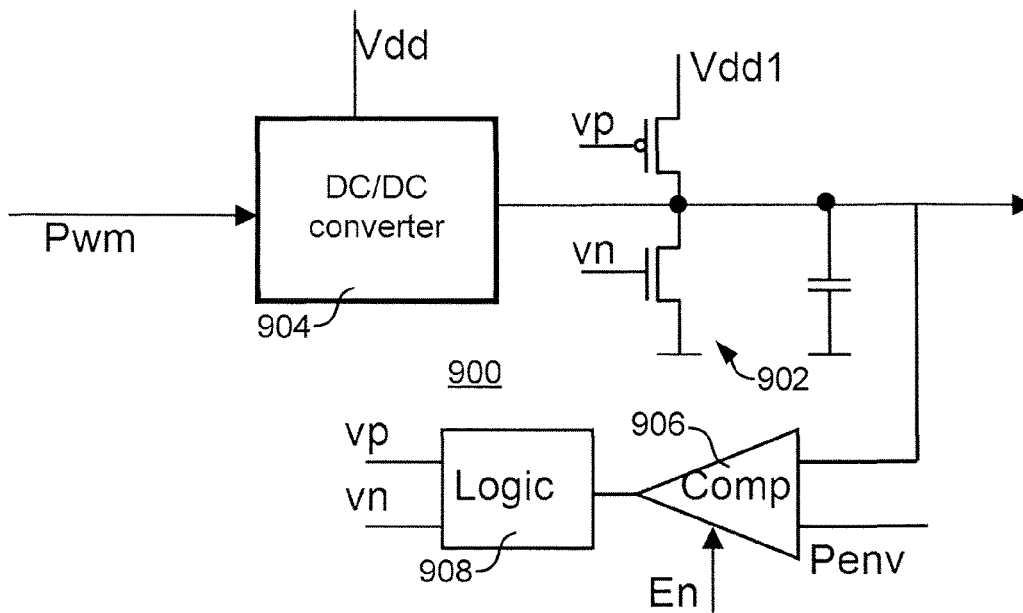 Vdd
Vdd1
vp
DC/DC
converter
Pwm
vn
904
900
902
906
vp
Logic
Comp
vn
908
En
Penv